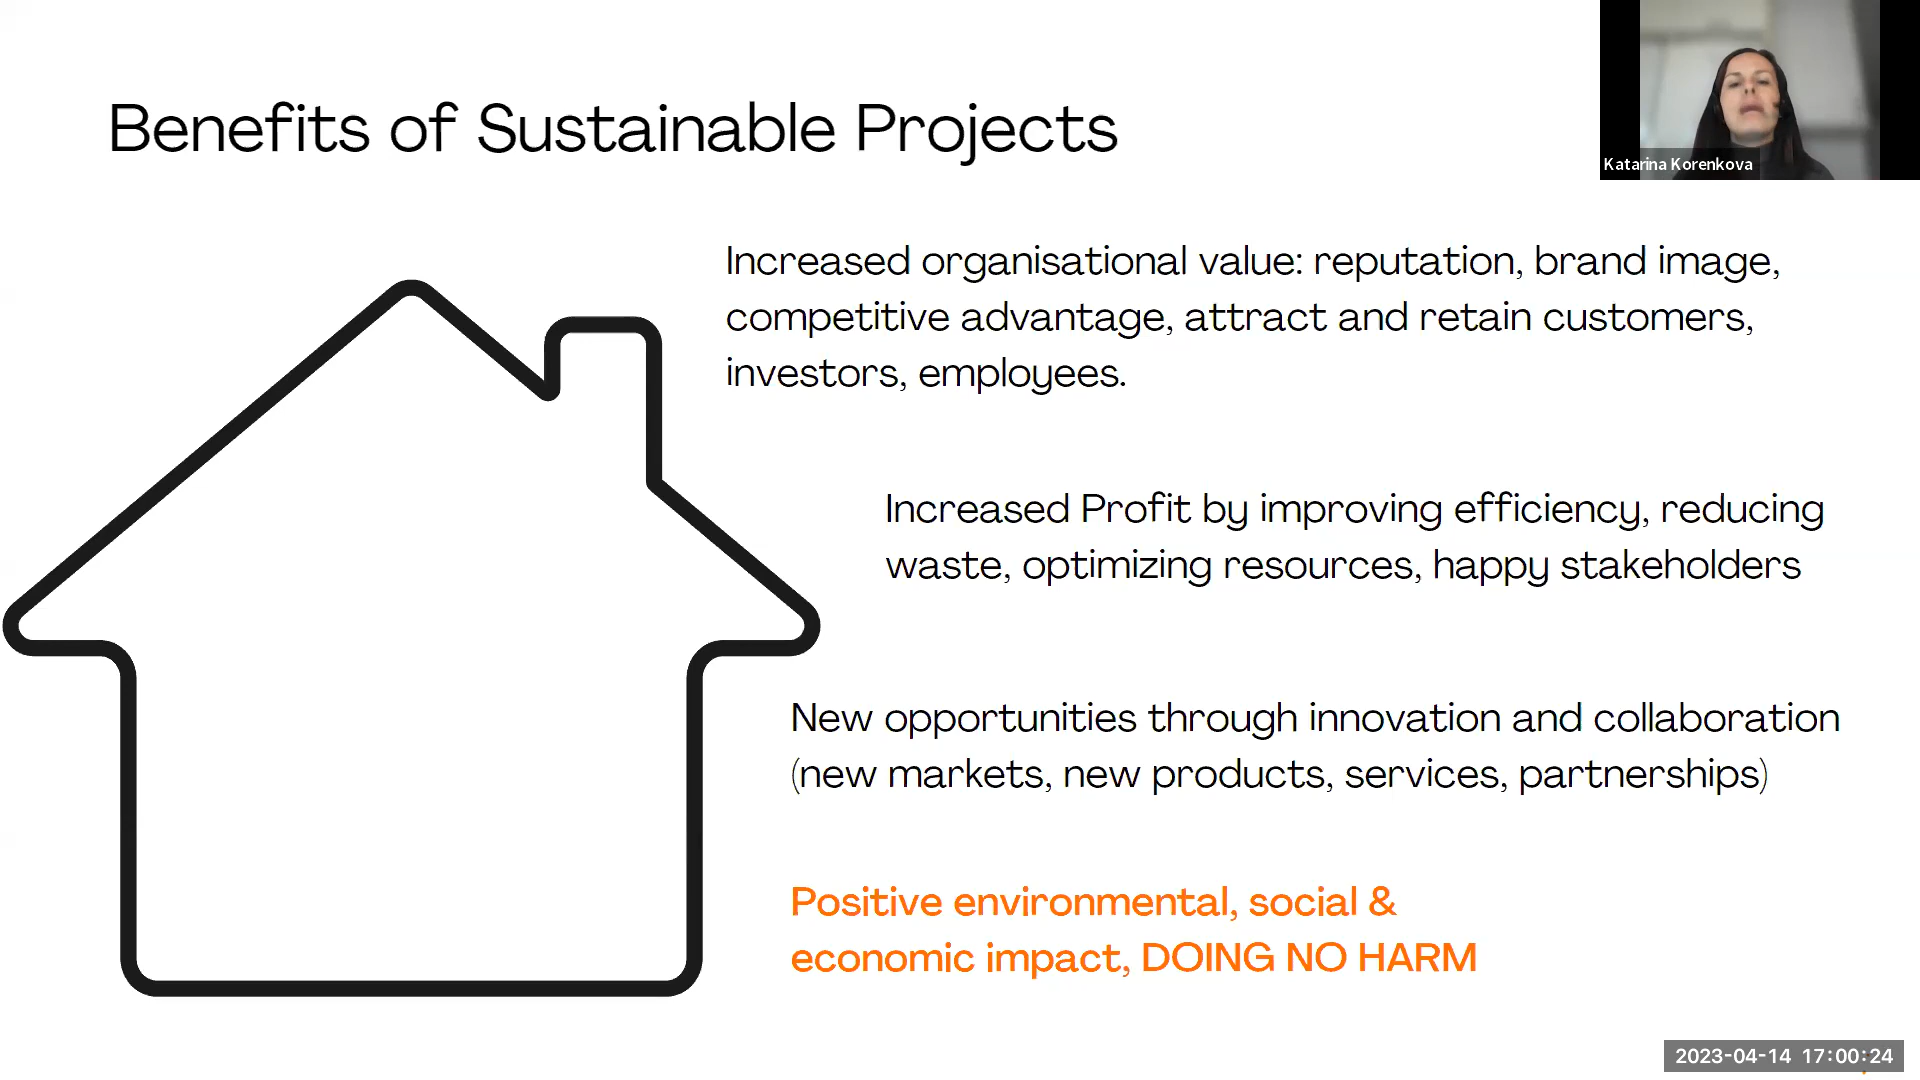 Benefits of Sustainable Projects
Katarina Korenkova
Increased organisational value: reputation, brand image,
competitive advantage, attract and retain customers,
investors, employees.
Increased Profit by improving efficiency, reducing
waste, optimizing resources, happy stakeholders
New opportunities through innovation and collaboration
(new markets, new products, services, partnerships)
Positive environmental, social &
economic impact, DOING NO HARM
2023-04-14 17:00:24